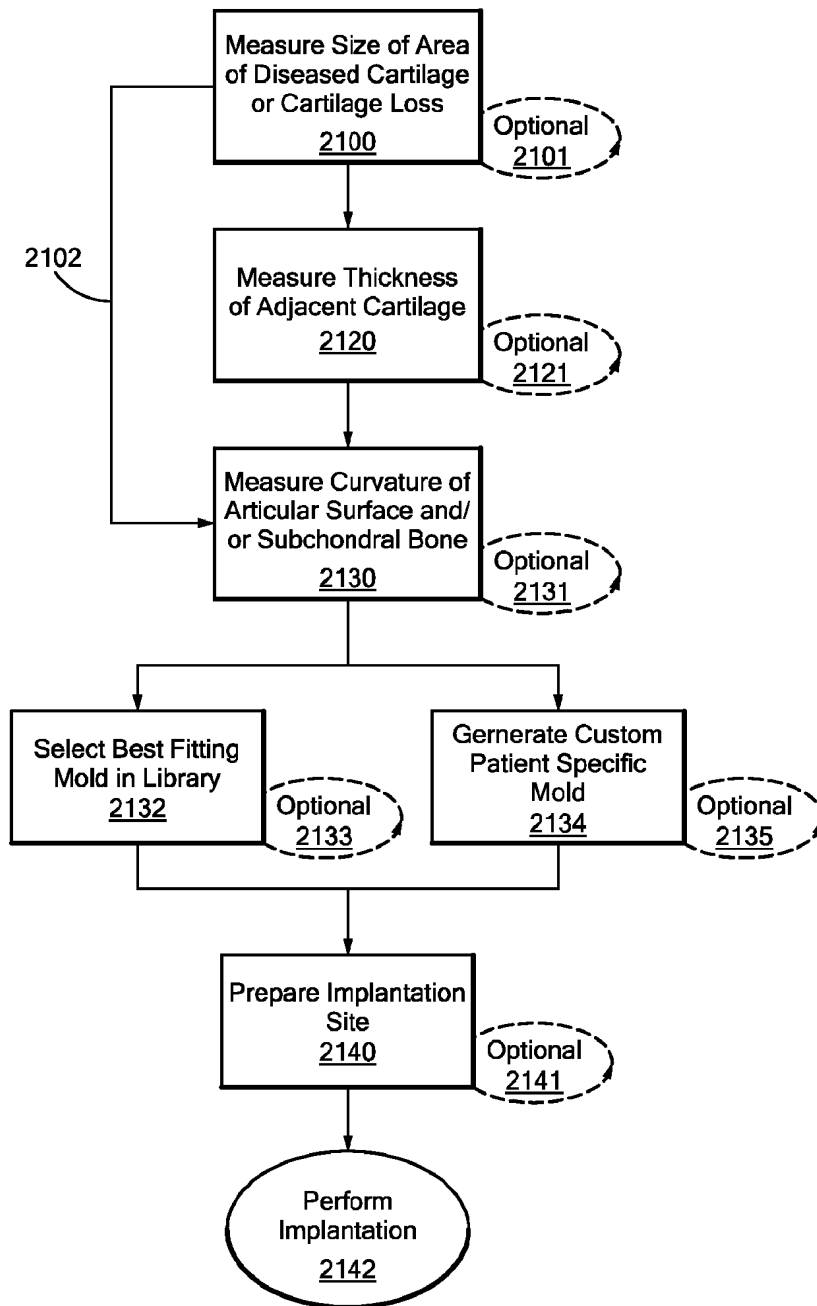 Measure Size of Area
of Diseased Cartilage
or Cartilage Loss
2100
Optional
2101
2102
Measure Thickness
of Adjacent Cartilage
2120
Optional
2121
Measure Curvature of
Articular Surface and/
or Subchondral Bone
2130
Optional
2131
Select Best Fitting
Mold in Library
2132
Optional
2133
Gernerate Custom
Patient Specific
Mold
2134
Optional
2135
Prepare Implantation
Site
2140
Optional
2141
Perform
Implantation
2142